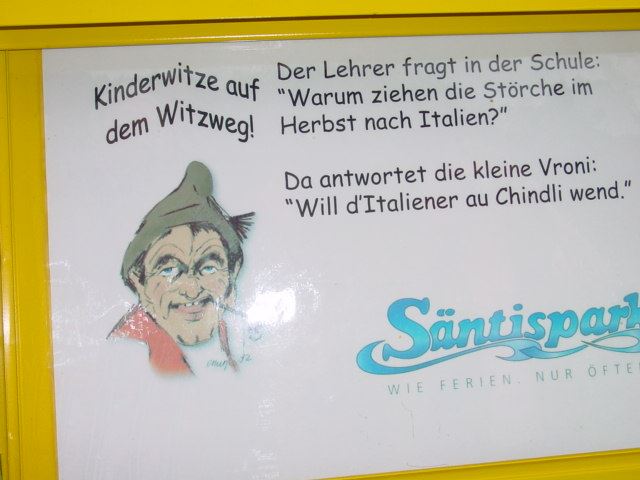 Kinderwitze auf
dem Witzweg!
Der Lehrer fragt in der Schule:
"Warum ziehen die Störche im
Herbst nach Italien?"
Da antwortet die kleine Vroni:
"Will d'Italiener au Chindli wend."
Säntispark
WIE FERIEN. NUR ÖFTE